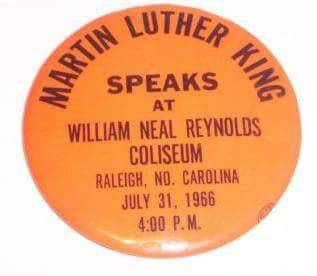 MARTIN LUTHER KING
SPEAKS
AT
WILLIAM NEAL REYNOLDS
COLISEUM
RALEIGH, NO. CAROLINA
JULY 31, 1966
4:00 P.M.